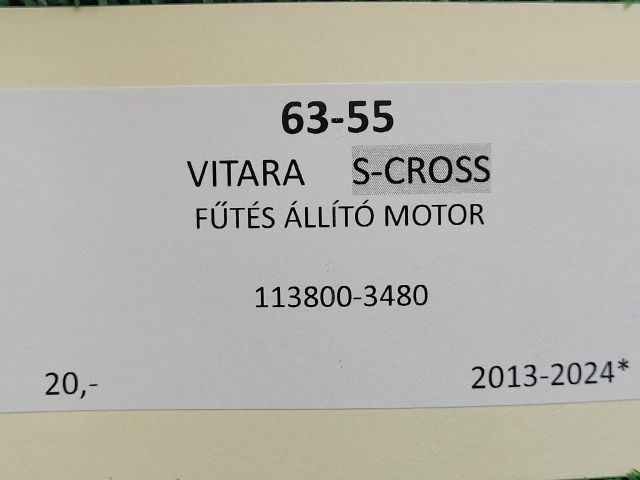 63-55
VITARA S-CROSS
FŰTÉS ÁLLÍTÓ MOTOR
113800-3480
20,- 2013-2024*